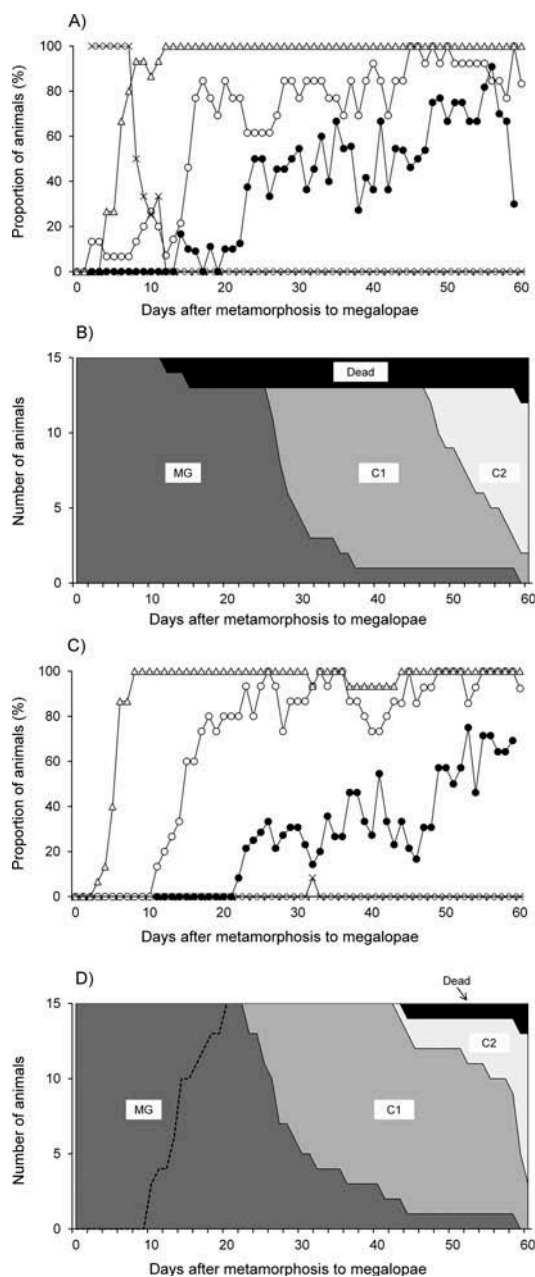 A)
100
80
60
40
20
0
Proportion of animals (%)
0 10 20 30 40 50 60
Days after metamorphosis to megalopae
B)
15
10
5
0
Number of animals
Dead
MG
C1
C2
0 10 20 30 40 50 60
Days after metamorphosis to megalopae
C)
100
80
60
40
20
0
Proportion of animals (%)
0 10 20 30 40 50 60
Days after metamorphosis to megalopae
D)
Dead
15
10
5
0
Number of animals
C2
MG
C1
0 10 20 30 40 50 60
Days after metamorphosis to megalopae